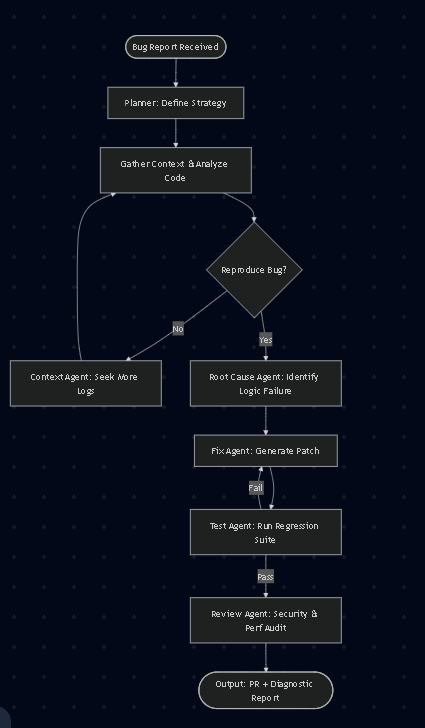 Bug Report Received
Planner: Define Strategy
Gather Context & Analyze
Code
Reproduce Bug?
No
Yes
Context Agent: Seek More
Logs
Root Cause Agent: Identify
Logic Failure
Fix Agent: Generate Patch
Fail
Test Agent: Run Regression
Suite
Pass
Review Agent: Security &
Perf Audit
Output: PR + Diagnostic
Report